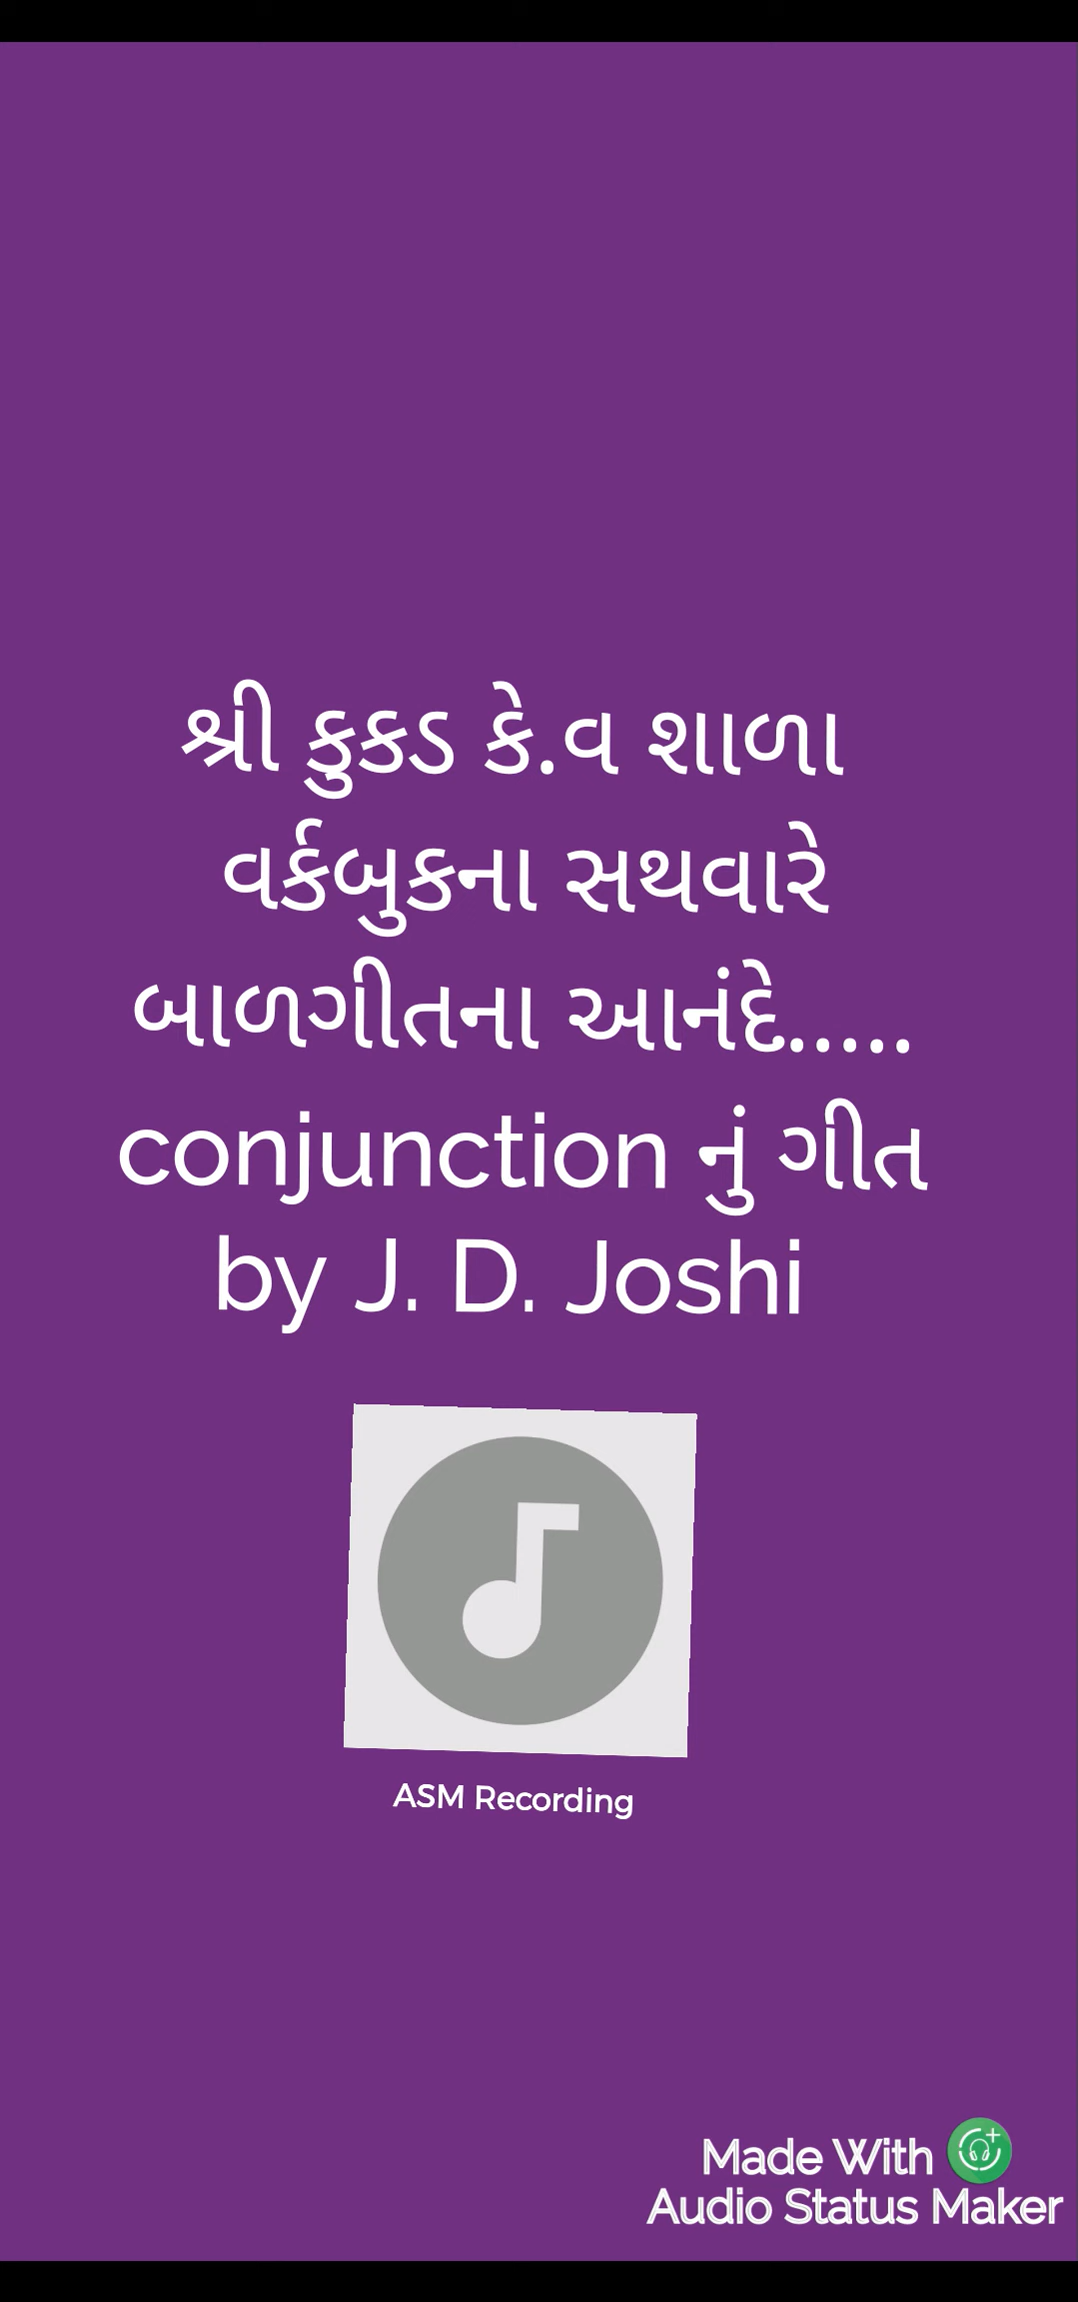 શ્રી કુકડ કે.વ શાળા
વર્કબુકના સથવારે
બાળગીતના આનંદે.....
conjunction નું ગીત
by J. D. Joshi
ASM Recording
Made With
Audio Status Maker